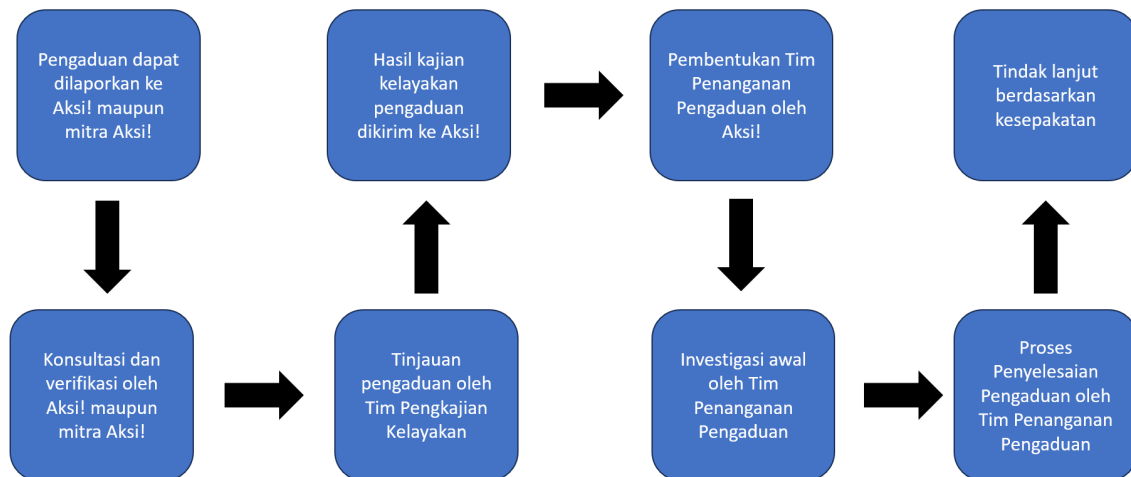 Pengaduan dapat
dilaporkan ke
Aksi! maupun
mitra Aksi!
Konsultasi dan
verifikasi oleh
Aksi! maupun
mitra Aksi!
Tinjauan
pengaduan oleh
Tim Pengkajian
Kelayakan
Hasil kajian
kelayakan
pengaduan
dikirim ke Aksi!
Pembentukan Tim
Penanganan
Pengaduan oleh
Aksi!
Investigasi awal
oleh Tim
Penanganan
Pengaduan
Proses
Penyelesaian
Pengaduan oleh
Tim Penanganan
Pengaduan
Tindak lanjut
berdasarkan
kesepakatan